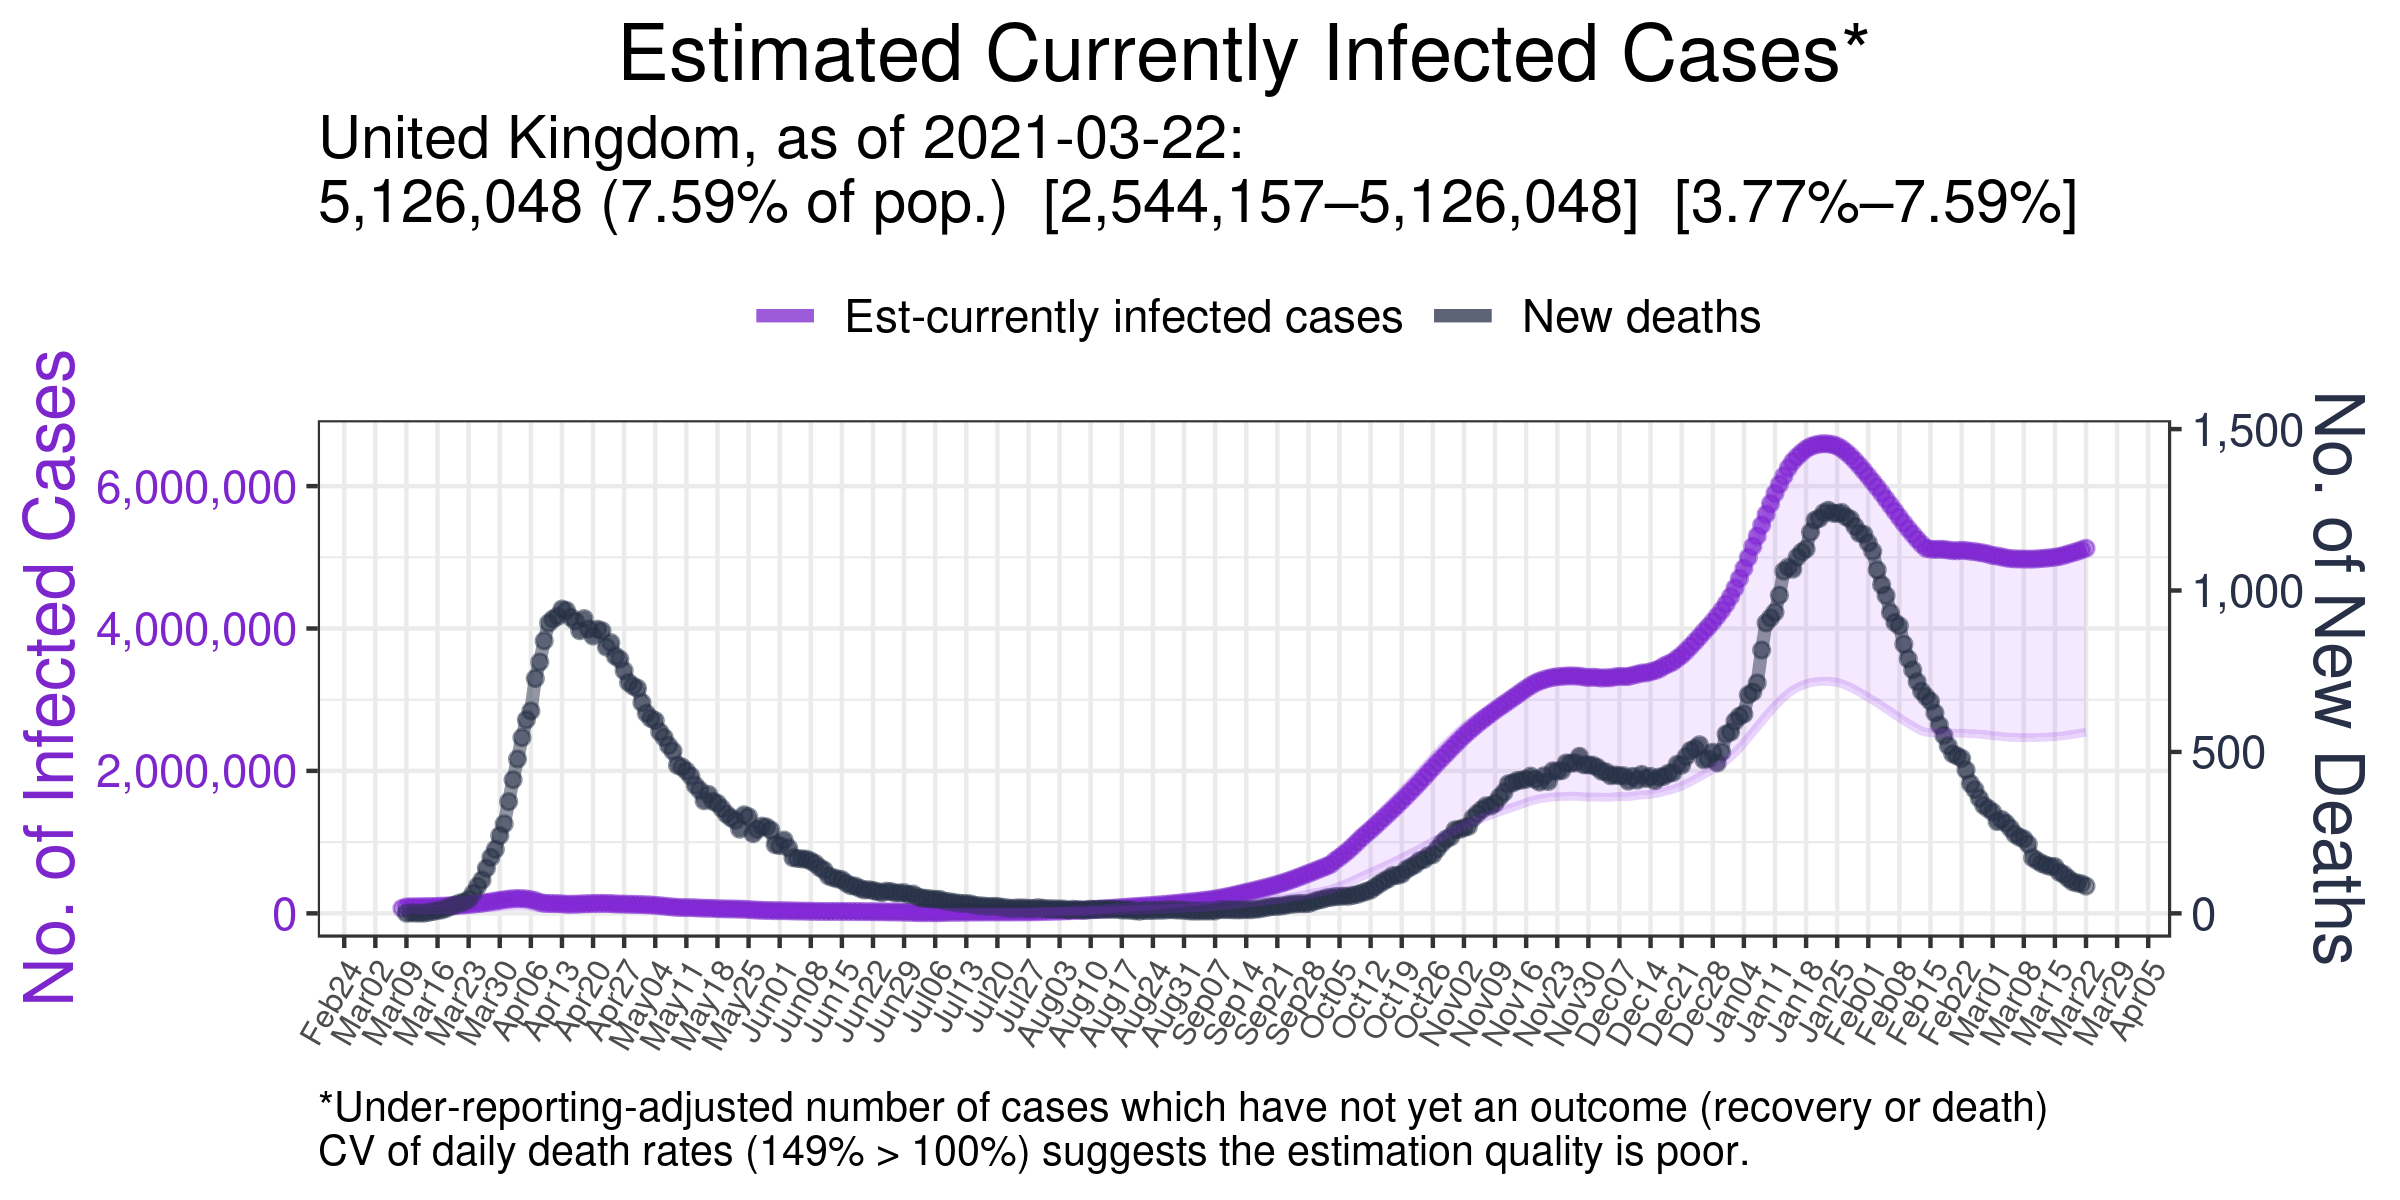 Estimated Currently Infected Cases*
United Kingdom, as of 2021-03-22:
5,126,048 (7.59% of pop.) [2,544,157–5,126,048] [3.77%–7.59%]
Est-currently infected cases New deaths
No. of Infected Cases
6,000,000
4,000,000
2,000,000
0
1,500
1,000
500
0
No. of New Deaths
Feb24 Mar02 Mar09 Mar16 Mar23 Mar30 Apr06 Apr13 Apr20 Apr27 May04 May11 May18 May25 Jun01 Jun08 Jun15 Jun22 Jun29 Jul06 Jul13 Jul20 Jul27 Aug03 Aug10 Aug17 Aug24 Aug31 Sep07 Sep14 Sep21 Sep28 Oct05 Oct12 Oct19 Oct26 Nov02 Nov09 Nov16 Nov23 Nov30 Dec07 Dec14 Dec21 Dec28 Jan04 Jan11 Jan18 Jan25 Feb01 Feb08 Feb15 Feb22 Mar01 Mar08 Mar15 Mar22 Mar29 Apr05
*Under-reporting-adjusted number of cases which have not yet an outcome (recovery or death)
CV of daily death rates (149% > 100%) suggests the estimation quality is poor.